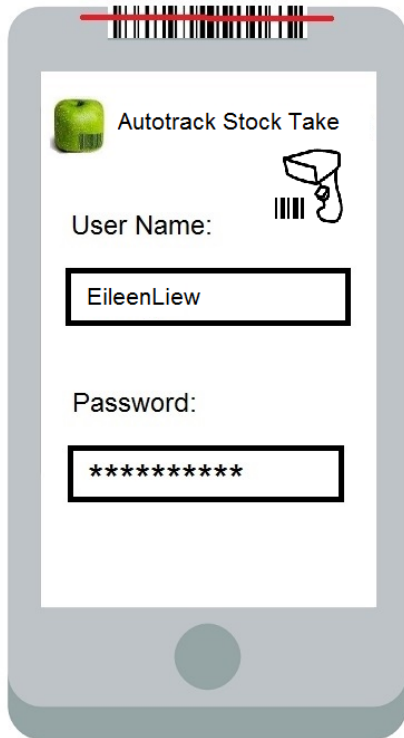 Autotrack Stock Take
User Name:
EileenLiew
Password:
**********